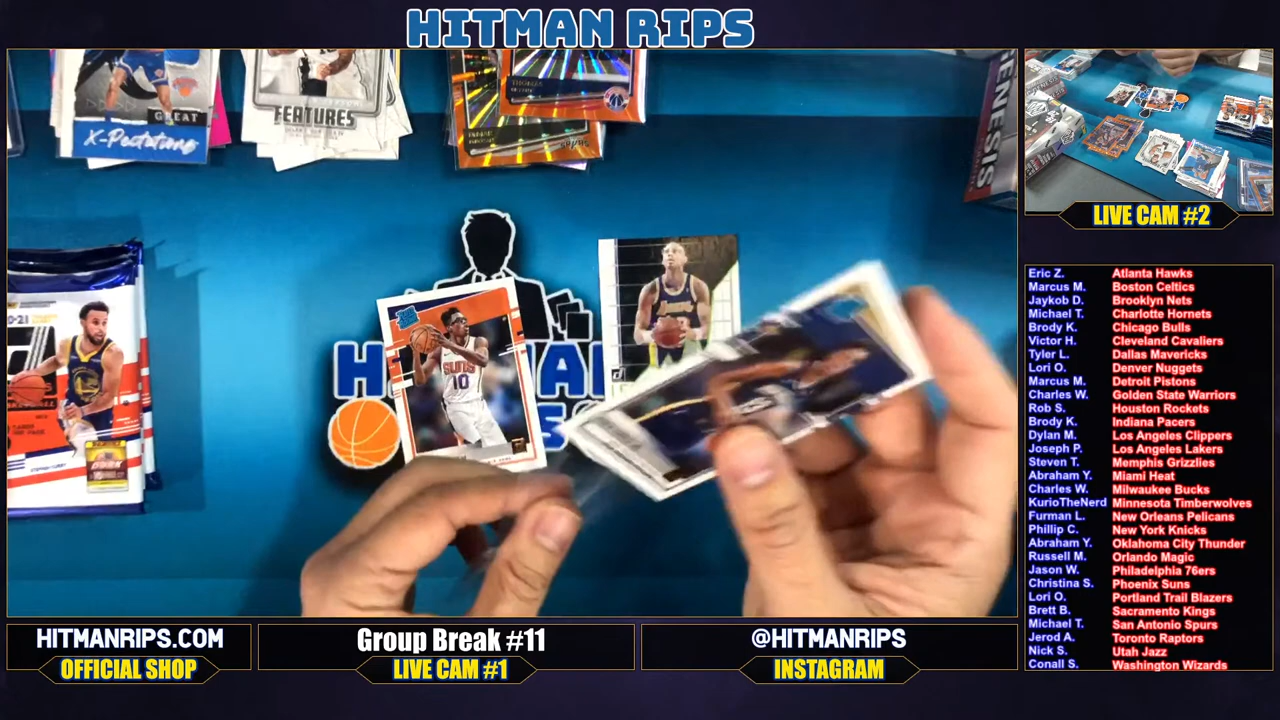 HITMAN RIPS
GREAT
X-Pectations
FEATURES
THOMAS
GENESIS
SUNS
10
LIVE CAM #2
Eric Z. Atlanta Hawks
Marcus M. Boston Celtics
Jaykob D. Brooklyn Nets
Michael T. Charlotte Hornets
Brody K. Chicago Bulls
Victor H. Cleveland Cavaliers
Tyler L. Dallas Mavericks
Lori O. Denver Nuggets
Marcus M. Detroit Pistons
Charles W. Golden State Warriors
Rob S. Houston Rockets
Brody K. Indiana Pacers
Dylan M. Los Angeles Clippers
Joseph P. Los Angeles Lakers
Steven T. Memphis Grizzlies
Abraham Y. Miami Heat
Charles W. Milwaukee Bucks
KurioTheNerd Minnesota Timberwolves
Furman L. New Orleans Pelicans
Phillip C. New York Knicks
Abraham Y. Oklahoma City Thunder
Russell M. Orlando Magic
Jason W. Philadelphia 76ers
Christina S. Phoenix Suns
Lori O. Portland Trail Blazers
Brett B. Sacramento Kings
Michael T. San Antonio Spurs
Jerod A. Toronto Raptors
Nick S. Utah Jazz
Conall S. Washington Wizards
HITMANRIPS.COM
OFFICIAL SHOP
Group Break #11
LIVE CAM #1
@HITMANRIPS
INSTAGRAM